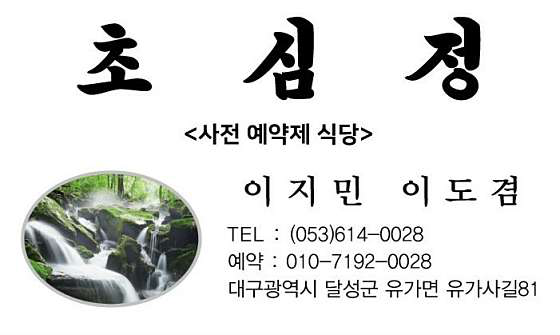 초 심 정
<사전 예약제 식당>
이 지 민 이 도 겸
TEL : (053)614-0028
예약 : 010-7192-0028
대구광역시 달성군 유가면 유가사길81